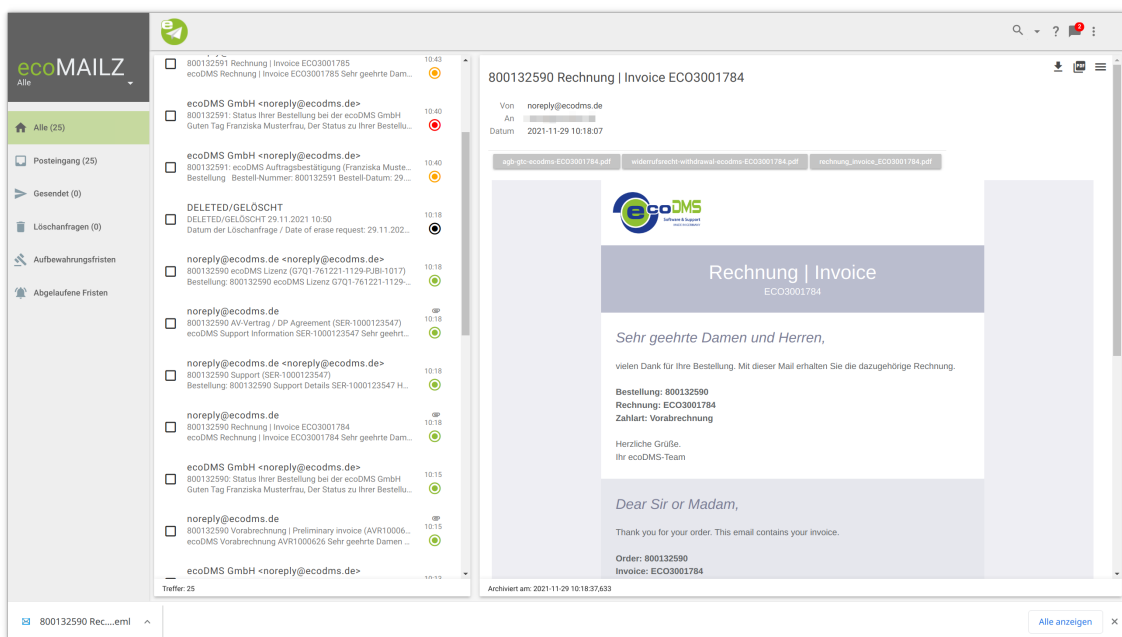 ecoMAILZ
Alle
Alle (25)
Posteingang (25)
Gesendet (0)
Löschanfragen (0)
Aufbewahrungsfristen
Abgelaufene Fristen
e
?
2
10:43
800132591 Rechnung | Invoice ECO3001785
ecoDMS Rechnung | Invoice ECO3001785 Sehr geehrte Dam...
ecoDMS GmbH <noreply@ecodms.de>
10:40
800132591: Status Ihrer Bestellung bei der ecoDMS GmbH
Guten Tag Franziska Musterfrau, Der Status zu Ihrer Bestellu...
ecoDMS GmbH <noreply@ecodms.de>
10:40
800132591: ecoDMS Auftragsbestätigung (Franziska Muste...
Bestellung Bestell-Nummer: 800132591 Bestell-Datum: 29....
DELETED/GELÖSCHT
10:18
DELETED/GELÖSCHT 29.11.2021 10:50
Datum der Löschanfrage / Date of erase request: 29.11.202...
noreply@ecodms.de <noreply@ecodms.de>
10:18
800132590 ecoDMS Lizenz (G7Q1-761221-1129-PJBI-1017)
Bestellung: 800132590 ecoDMS Lizenz G7Q1-761221-1129-...
noreply@ecodms.de
10:18
800132590 AV-Vertrag / DP Agreement (SER-1000123547)
ecoDMS Support Information SER-1000123547 Sehr geehrt...
noreply@ecodms.de <noreply@ecodms.de>
10:18
800132590 Support (SER-1000123547)
Bestellung: 800132590 Support Details SER-1000123547 H...
noreply@ecodms.de
10:18
800132590 Rechnung | Invoice ECO3001784
ecoDMS Rechnung | Invoice ECO3001784 Sehr geehrte Dam...
ecoDMS GmbH <noreply@ecodms.de>
10:15
800132590: Status Ihrer Bestellung bei der ecoDMS GmbH
Guten Tag Franziska Musterfrau, Der Status zu Ihrer Bestellu...
noreply@ecodms.de
10:15
800132590 Vorabrechnung | Preliminary invoice (AVR10006...
ecoDMS Vorabrechnung AVR1000626 Sehr geehrte Damen ...
ecoDMS GmbH <noreply@ecodms.de>
Treffer: 25
800132590 Rechnung | Invoice ECO3001784
PDF
Von noreply@ecodms.de
An
Datum 2021-11-29 10:18:07
agb-gtz-ecodms-ECO3001784.pdf
widerrufsrecht-withdrawal-ecodms-ECO3001784.pdf
rechnung_invoice_ECO3001784.pdf
ecoDMS
Software & Support
MADE IN GERMANY
Rechnung | Invoice
ECO3001784
Sehr geehrte Damen und Herren,
vielen Dank für Ihre Bestellung. Mit dieser Mail erhalten Sie die dazugehörige Rechnung.
Bestellung: 800132590
Rechnung: ECO3001784
Zahlart: Vorabrechnung
Herzliche Grüße.
Ihr ecoDMS-Team
Dear Sir or Madam,
Thank you for your order. This email contains your invoice.
Order: 800132590
Invoice: ECO3001784
Archiviert am: 2021-11-29 10:18:37,633
800132590 Rec....eml
Alle anzeigen